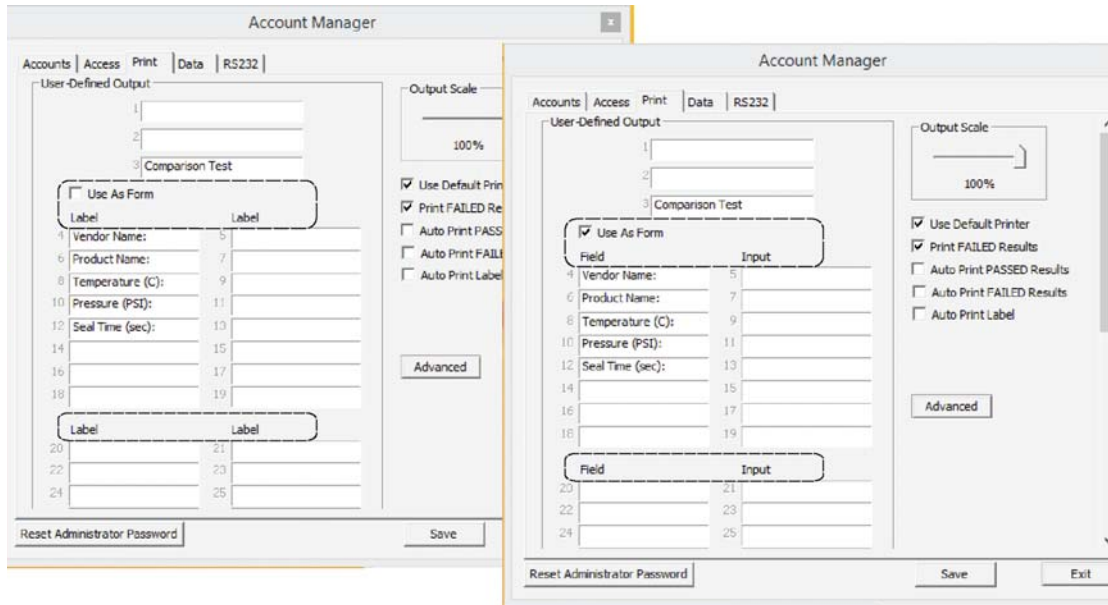 Account Manager
x
Accounts Access Print Data RS232
User-Defined Output
Output Scale
1
2
100%
3 Comparison Test
Use As Form
Use Default Prin
Label Label
Print FAILED Re
4 Vendor Name: 5
Auto Print PASS
6 Product Name: 7
Auto Print FAIL
8 Temperature (C): 9
Auto Print Label
10 Pressure (PSI): 11
12 Seal Time (sec): 13
14 15
16 17
Advanced
18 19
Label Label
20 21
22 23
24 25
Reset Administrator Password Save
Account Manager
Accounts Access Print Data RS232
User-Defined Output
Output Scale
1
2
100%
3 Comparison Test
Use As Form
Use Default Printer
Field Input
Print FAILED Results
4 Vendor Name: 5
Auto Print PASSED Results
6 Product Name: 7
Auto Print FAILED Results
8 Temperature (C): 9
Auto Print Label
10 Pressure (PSI): 11
12 Seal Time (sec): 13
14 15
Advanced
16 17
18 19
Field Input
20 21
22 23
24 25
Reset Administrator Password Save Exit